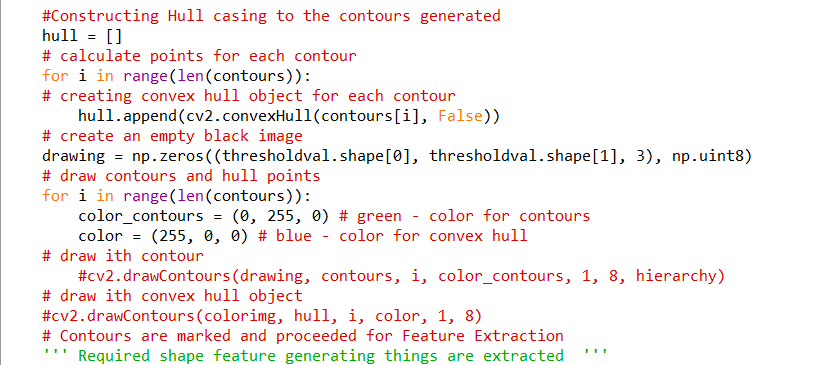 #Constructing Hull casing to the contours generated
hull = []
# calculate points for each contour
for i in range(len(contours)):
# creating convex hull object for each contour
    hull.append(cv2.convexHull(contours[i], False))
# create an empty black image
drawing = np.zeros((thresholdval.shape[0], thresholdval.shape[1], 3), np.uint8)
# draw contours and hull points
for i in range(len(contours)):
    color_contours = (0, 255, 0) # green - color for contours
    color = (255, 0, 0) # blue - color for convex hull
# draw ith contour
    #cv2.drawContours(drawing, contours, i, color_contours, 1, 8, hierarchy)
# draw ith convex hull object
#cv2.drawContours(colorimg, hull, i, color, 1, 8)
# Contours are marked and proceeded for Feature Extraction
''' Required shape feature generating things are extracted  '''